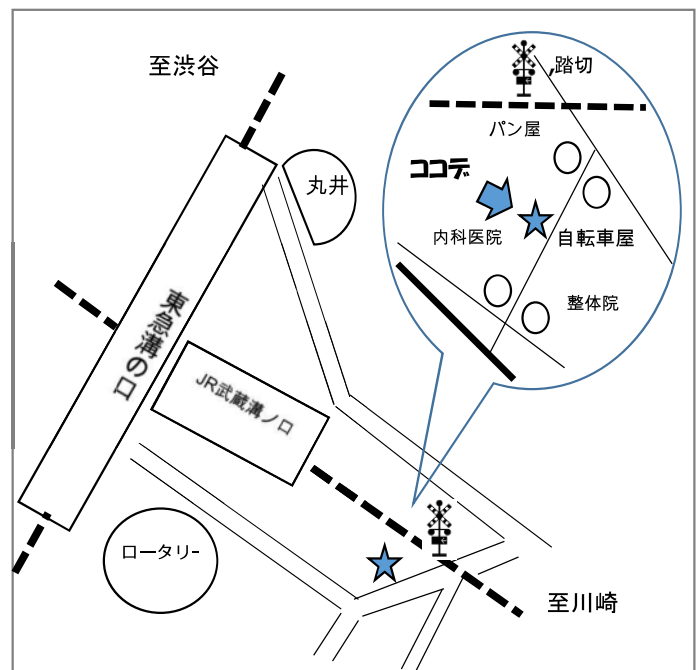 至渋谷
踏切
パン屋
ココデ
丸井
内科医院
自転車屋
整体院
東急溝の口
JR武蔵溝ノ口
ロータリー
至川崎